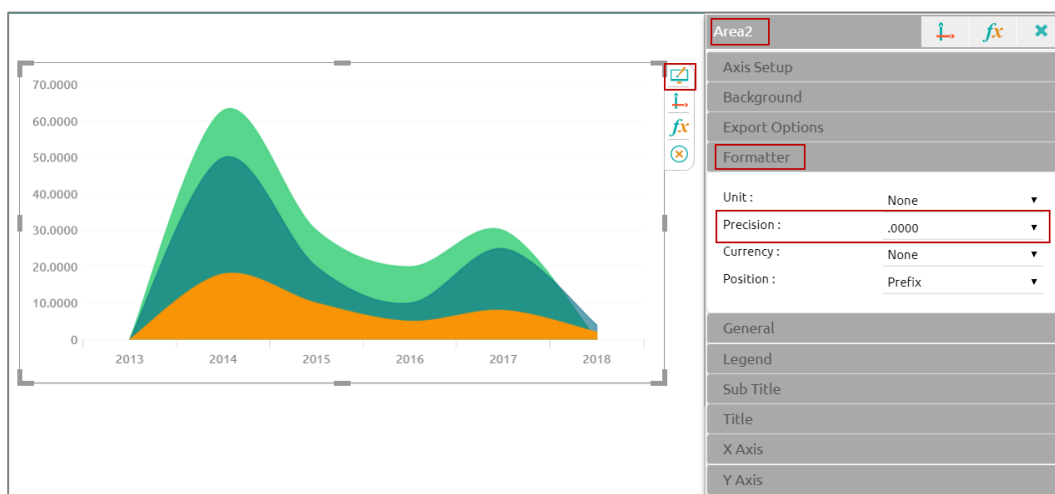 70.0000
60.0000
50.0000
40.0000
30.0000
20.0000
10.0000
0
2013 2014 2015 2016 2017 2018
fx
Area2
fx
Axis Setup
Background
Export Options
Formatter
Unit : None
Precision : .0000
Currency : None
Position : Prefix
General
Legend
Sub Title
Title
X Axis
Y Axis